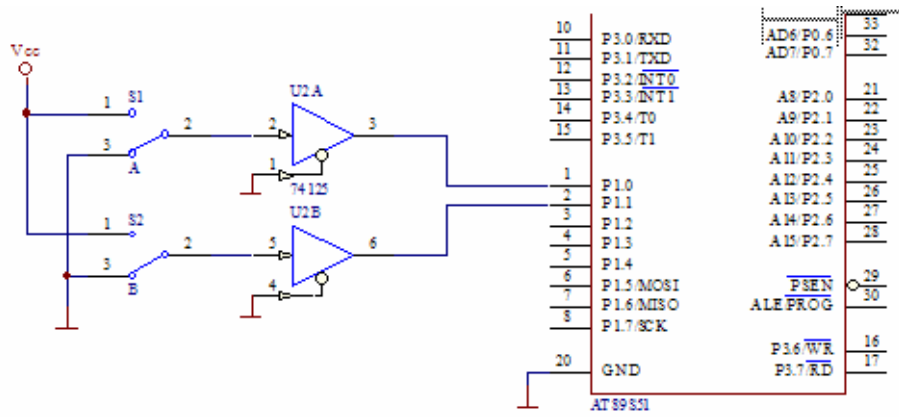 Vcc
1 S1
2
3
A
1 S2
2
3
B
U2A
2 3
1
74125
U2B
5 6
4
10 P3.0/RXD
11 P3.1/TXD
12 P3.2/INT0
13 P3.3/INT1
14 P3.4/T0
15 P3.5/T1
1 P1.0
2 P1.1
3 P1.2
4 P1.3
5 P1.4
6 P1.5/MOSI
7 P1.6/MISO
8 P1.7/SCK
20 GND
AD6/P0.6 33
AD7/P0.7 32
A8/P2.0 21
A9/P2.1 22
A10/P2.2 23
A11/P2.3 24
A12/P2.4 25
A13/P2.5 26
A14/P2.6 27
A15/P2.7 28
PSEN 29
ALE/PROG 30
P3.6/WR 16
P3.7/RD 17
AT89S51